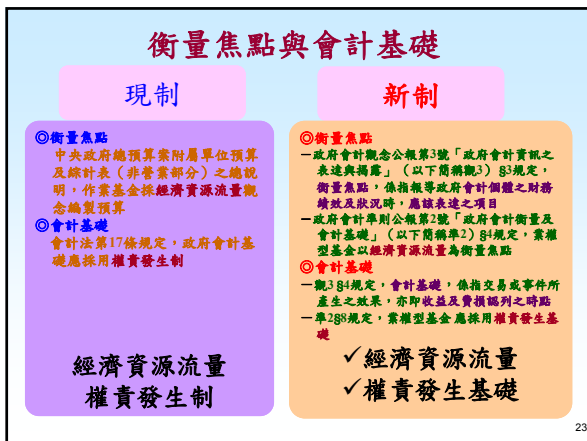 衡量焦點與會計基礎
現制
◎衡量焦點
中央政府總預算案附屬單位預算
及綜計表（非營業部分）之總說
明，作業基金採經濟資源流量觀
念編製預算
◎會計基礎
會計法第17條規定，政府會計基
礎應採用權責發生制
經濟資源流量
權責發生制
新制
◎衡量焦點
－政府會計觀念公報第3號「政府會計資訊之
表達與揭露」（以下簡稱觀3）§3規定，
衡量焦點，係指報導政府會計個體之財務
績效及狀況時，應該表達之項目
－政府會計準則公報第2號「政府會計衡量及
會計基礎」（以下簡稱準2）§4規定，業權
型基金以經濟資源流量為衡量焦點
◎會計基礎
－觀3 §4規定，會計基礎，係指交易或事件所
產生之效果，亦即收益及費損認列之時點
－準2§8規定，業權型基金應採用權責發生基
礎
✓經濟資源流量
✓權責發生基礎
23